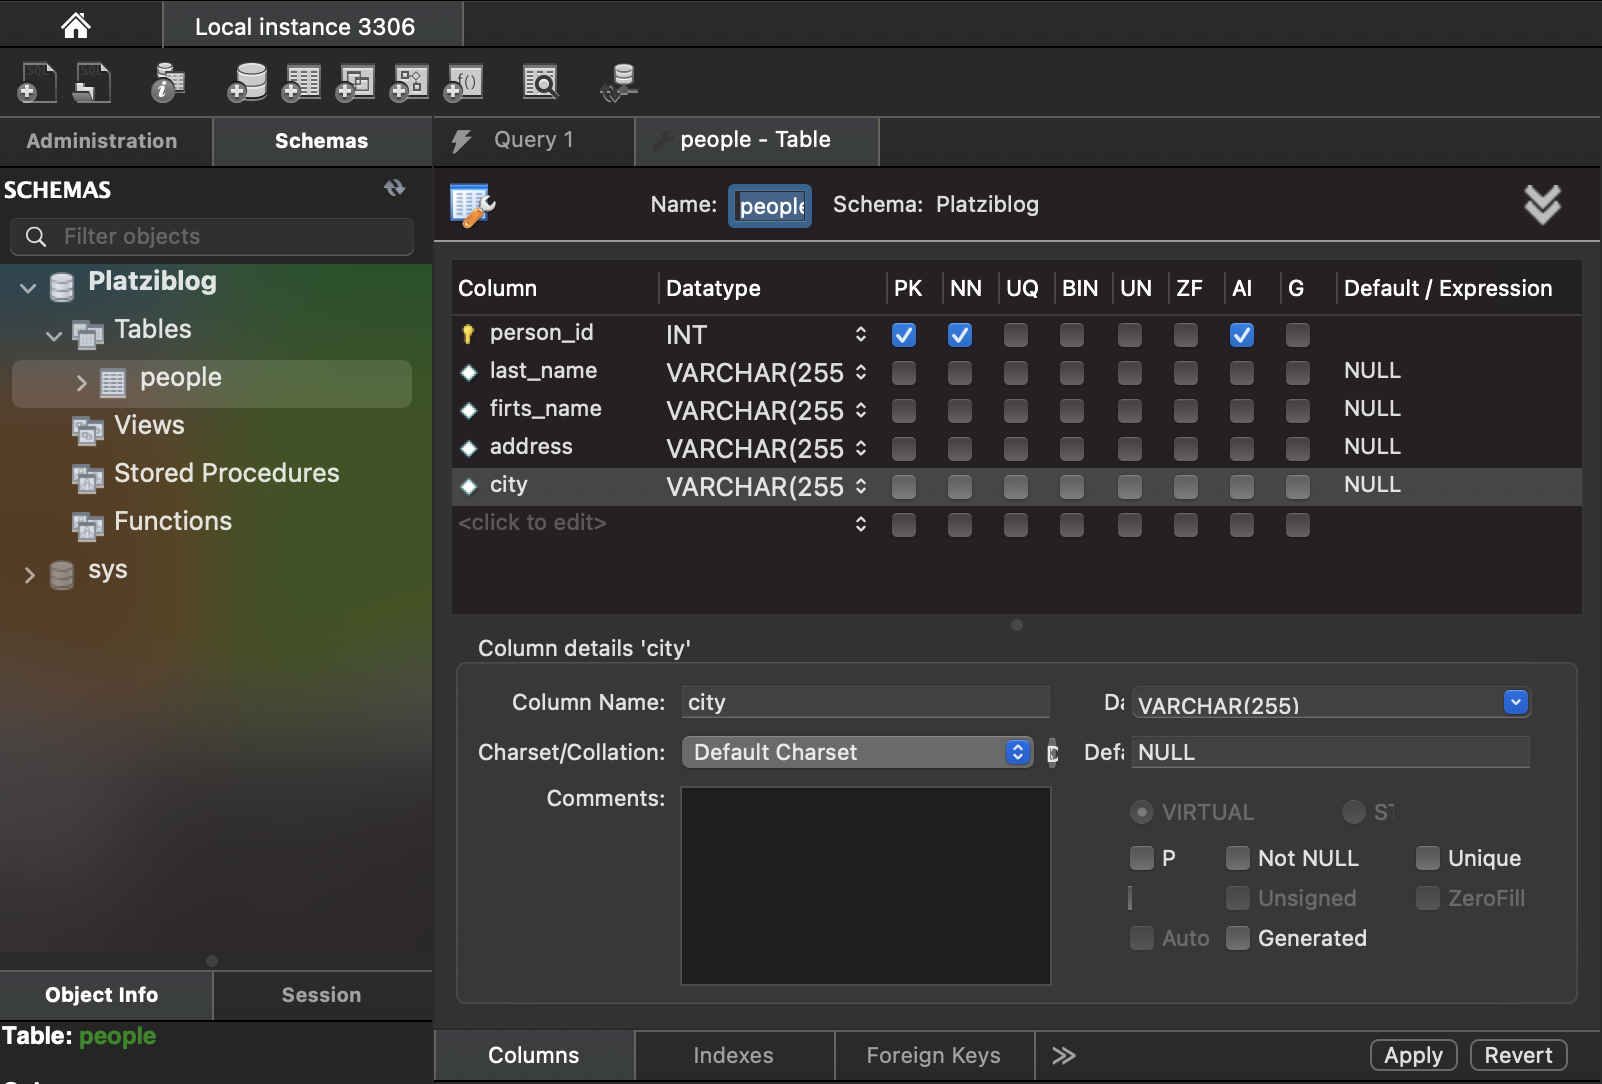 Local instance 3306
Administration
Schemas
Query 1
people - Table
SCHEMAS
Filter objects
Platziblog
Tables
people
Views
Stored Procedures
Functions
sys
Object Info
Session
Table: people
Name: people
Schema: Platziblog
Column Datatype PK NN UQ BIN UN ZF AI G Default / Expression
person_id INT
last_name VARCHAR(255 NULL
firts_name VARCHAR(255 NULL
address VARCHAR(255 NULL
city VARCHAR(255 NULL
<click to edit>
Column details 'city'
Column Name: city
VARCHAR(255)
Charset/Collation: Default Charset
Defa NULL
Comments:
VIRTUAL ST
P Not NULL Unique
Unsigned ZeroFill
Auto Generated
Columns Indexes Foreign Keys
Apply Revert